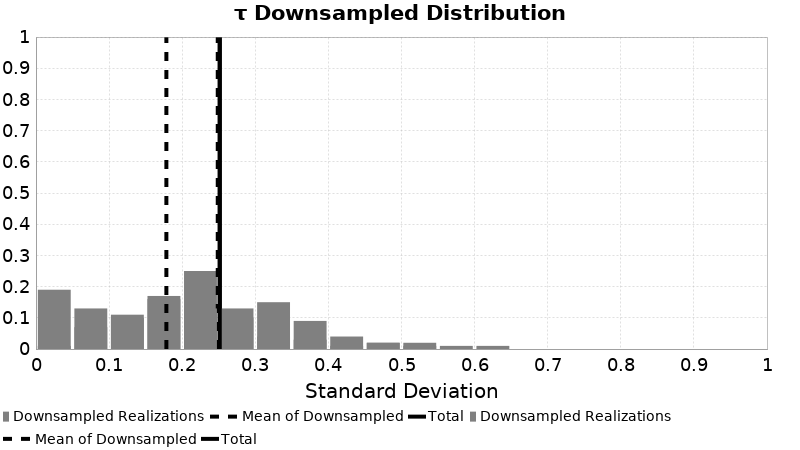 τ Downsampled Distribution
1
0.9
0.8
0.7
0.6
0.5
0.4
0.3
0.2
0.1
0
0 0.1 0.2 0.3 0.4 0.5 0.6 0.7 0.8 0.9 1
Standard Deviation
Downsampled Realizations Mean of Downsampled Total Downsampled Realizations
Mean of Downsampled Total